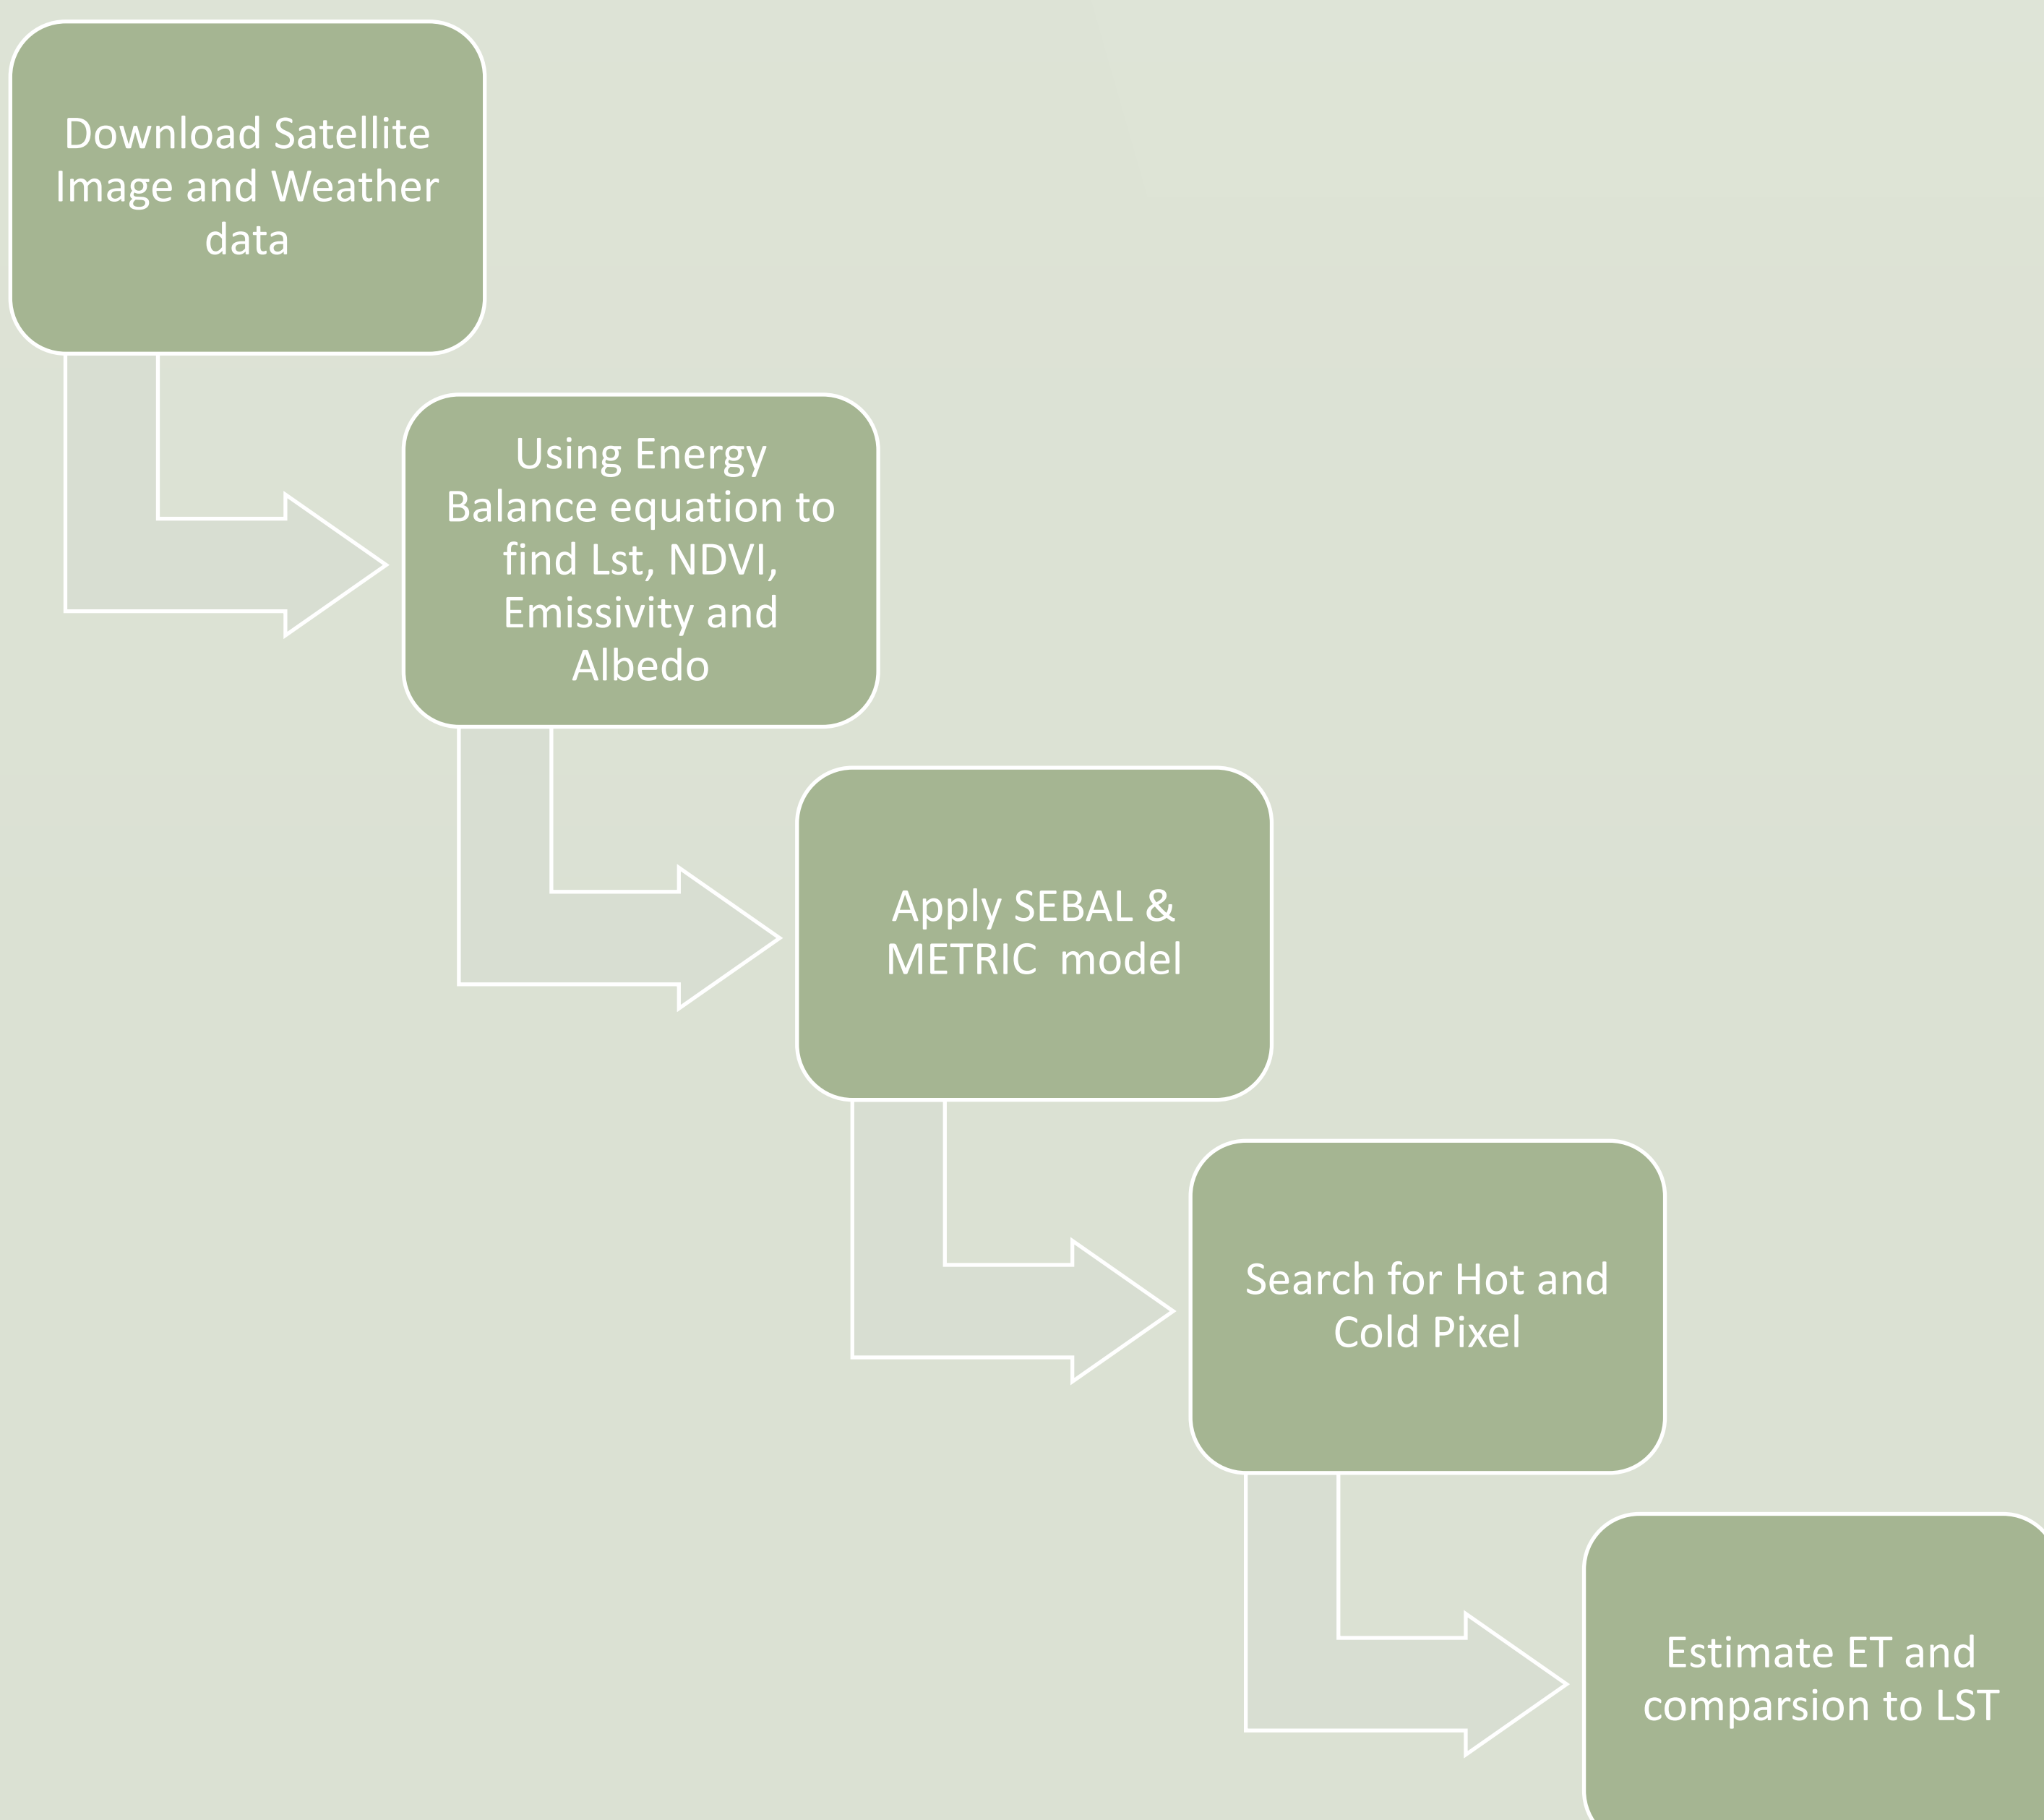 Download Satellite
Image and Weather
data
Using Energy
Balance equation to
find Lst, NDVI,
Emissivity and
Albedo
Apply SEBAL &
METRIC  model
Search for Hot and
Cold Pixel
Estimate ET and
comparsion to LST